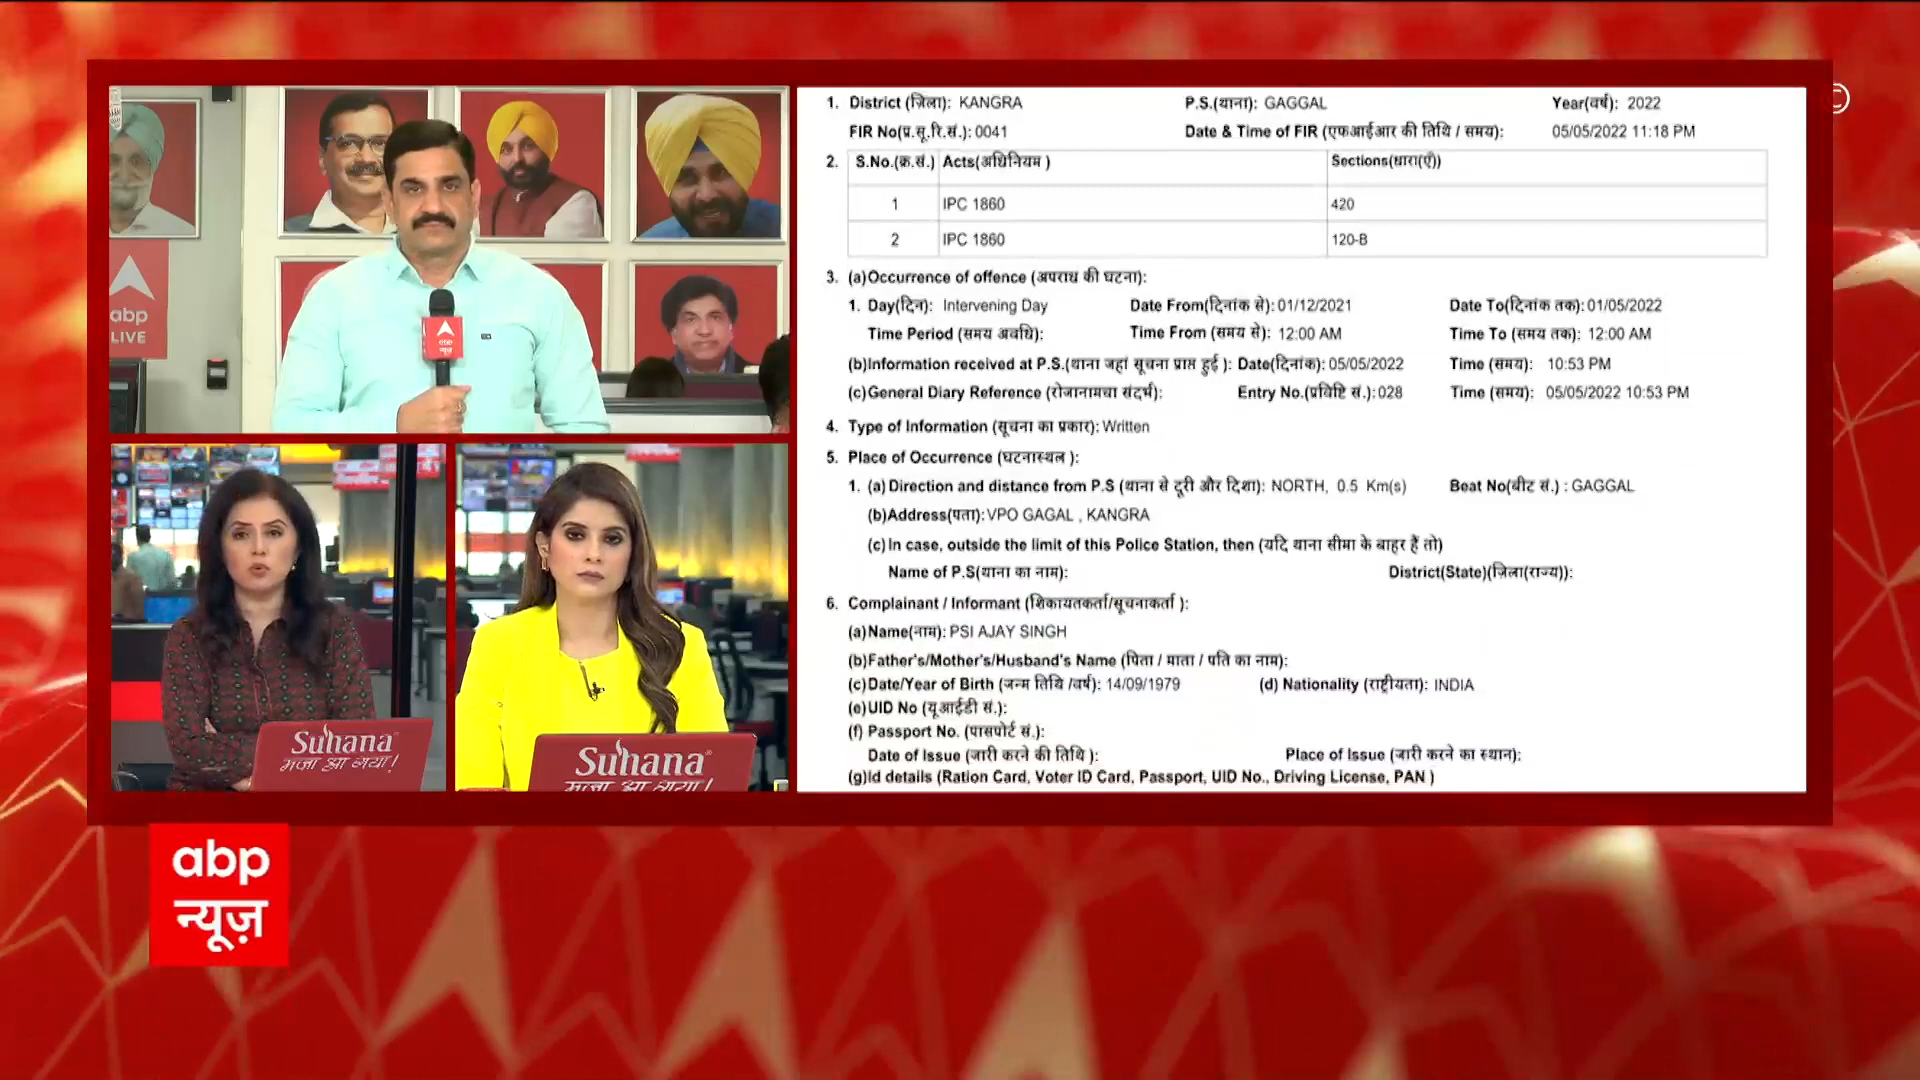 1. District (ज़िला): KANGRA P.S.(थाना): GAGGAL Year(वर्ष): 2022
FIR No(प्र.सू.रि.सं.): 0041 Date & Time of FIR (एफआईआर की तिथि / समय): 05/05/2022 11:18 PM
2. S.No.(क्र.सं.) Acts(अधिनियम ) Sections(धारा(एँ))
1 IPC 1860 420
2 IPC 1860 120-B
3. (a)Occurrence of offence (अपराध की घटना):
1. Day(दिन): Intervening Day Date From(दिनांक से): 01/12/2021 Date To(दिनांक तक): 01/05/2022
Time Period (समय अवधि): Time From (समय से): 12:00 AM Time To (समय तक): 12:00 AM
(b)Information received at P.S.(थाना जहां सूचना प्राप्त हुई ): Date(दिनांक): 05/05/2022 Time (समय): 10:53 PM
(c)General Diary Reference (रोजानामचा संदर्भ): Entry No.(प्रविष्टि सं.): 028 Time (समय): 05/05/2022 10:53 PM
4. Type of Information (सूचना का प्रकार): Written
5. Place of Occurrence (घटनास्थल ):
1. (a) Direction and distance from P.S (थाना से दूरी और दिशा): NORTH, 0.5 Km(s) Beat No(बीट सं.) : GAGGAL
(b)Address(पता): VPO GAGAL , KANGRA
(c) In case, outside the limit of this Police Station, then (यदि थाना सीमा के बाहर हैं तो)
Name of P.S(थाना का नाम): District(State)(ज़िला(राज्य)):
6. Complainant / Informant (शिकायतकर्ता/सूचनाकर्ता ):
(a)Name(नाम): PSI AJAY SINGH
(b)Father's/Mother's/Husband's Name (पिता / माता / पति का नाम):
(c)Date/Year of Birth (जन्म तिथि /वर्ष): 14/09/1979 (d) Nationality (राष्ट्रीयता): INDIA
(e)UID No (यूआईडी सं.):
(f) Passport No. (पासपोर्ट सं.):
Date of Issue (जारी करने की तिथि ): Place of Issue (जारी करने का स्थान):
(g)Id details (Ration Card, Voter ID Card, Passport, UID No., Driving License, PAN )
abp
LIVE
abp
न्यूज़
Suhana
मज़ा आ गया!
Suhana
मज़ा आ गया!
abp
न्यूज़